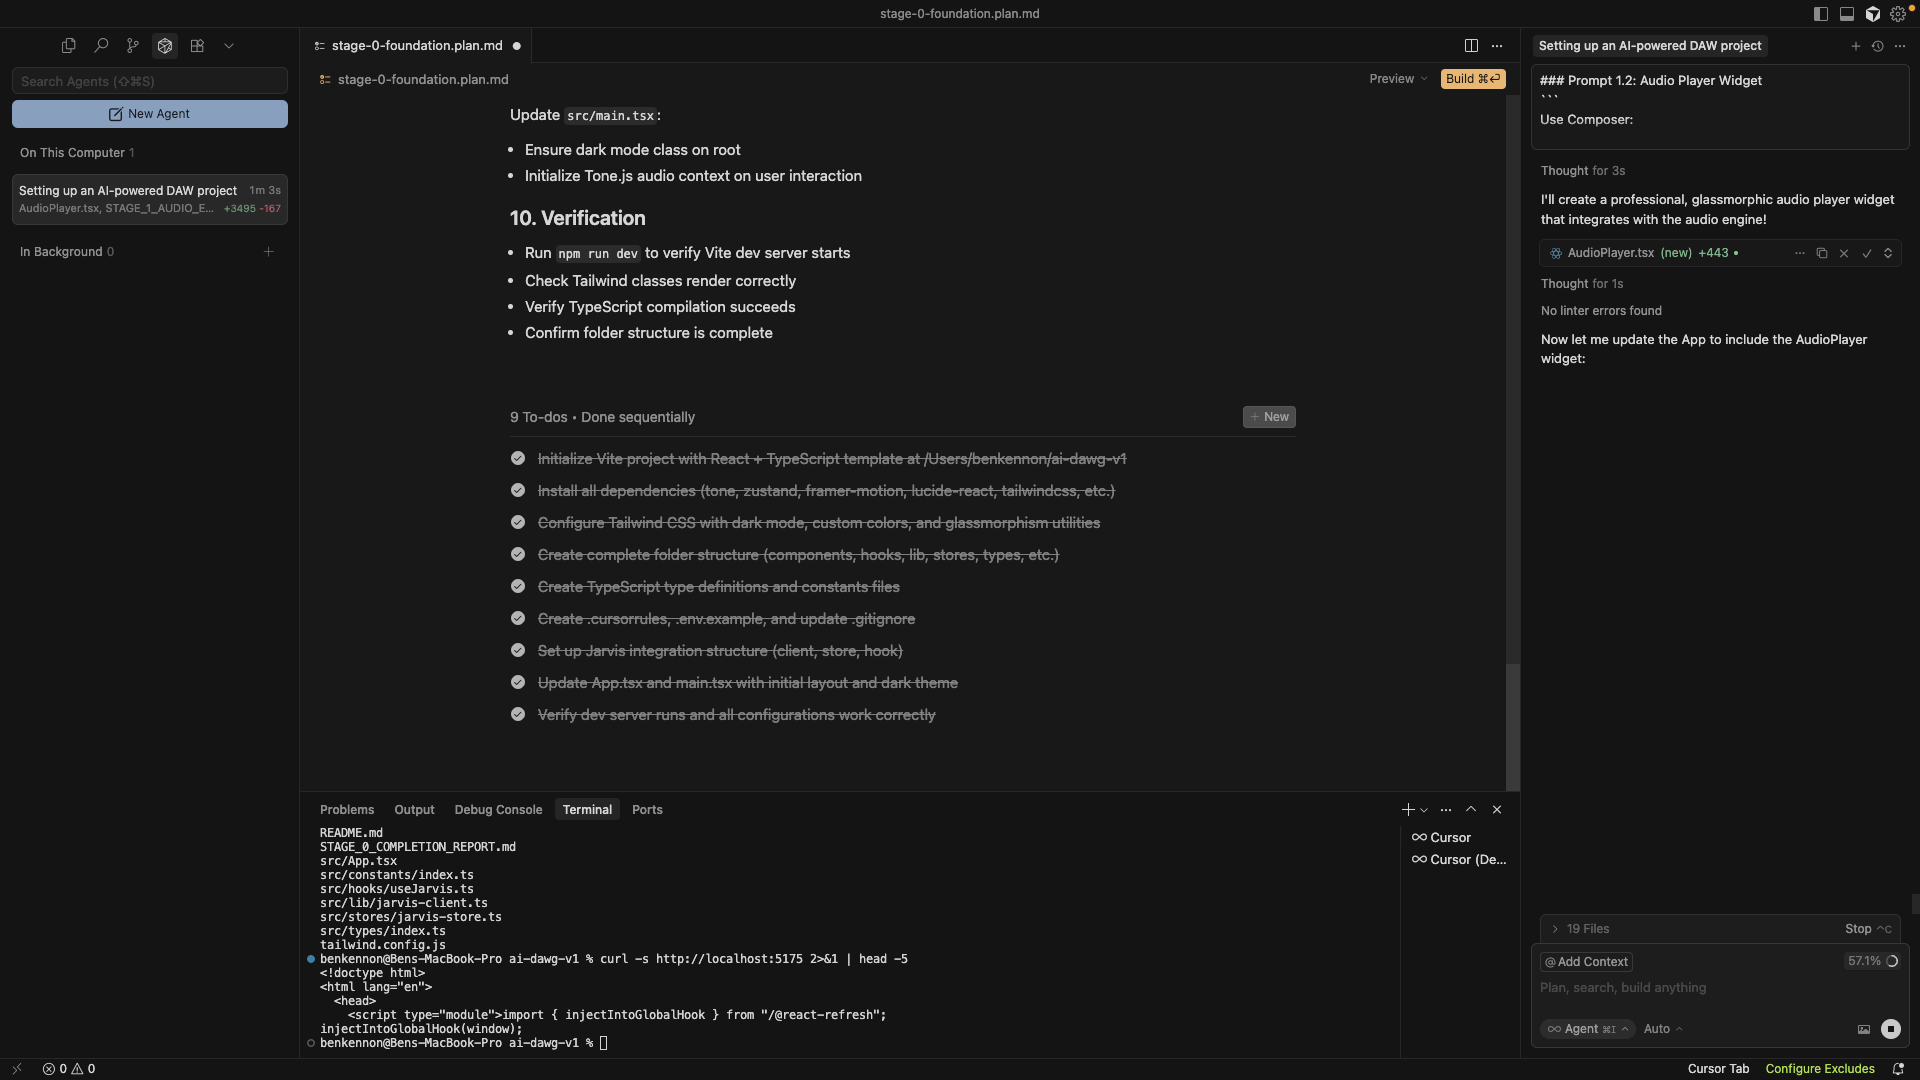 stage-0-foundation.plan.md
Search Agents (⇧⌘S)
New Agent
On This Computer 1
Setting up an AI-powered DAW project 1m 3s
AudioPlayer.tsx, STAGE_1_AUDIO_E... +3495 -167
In Background 0
stage-0-foundation.plan.md
stage-0-foundation.plan.md
Preview
Build ⌘⏎
Update src/main.tsx:
• Ensure dark mode class on root
• Initialize Tone.js audio context on user interaction
10. Verification
• Run npm run dev to verify Vite dev server starts
• Check Tailwind classes render correctly
• Verify TypeScript compilation succeeds
• Confirm folder structure is complete
9 To-dos • Done sequentially
+ New
Initialize Vite project with React + TypeScript template at /Users/benkennon/ai-dawg-v1
Install all dependencies (tone, zustand, framer-motion, lucide-react, tailwindcss, etc.)
Configure Tailwind CSS with dark mode, custom colors, and glassmorphism utilities
Create complete folder structure (components, hooks, lib, stores, types, etc.)
Create TypeScript type definitions and constants files
Create .cursorrules, .env.example, and update .gitignore
Set up Jarvis integration structure (client, store, hook)
Update App.tsx and main.tsx with initial layout and dark theme
Verify dev server runs and all configurations work correctly
Problems Output Debug Console Terminal Ports
README.md
STAGE_0_COMPLETION_REPORT.md
src/App.tsx
src/constants/index.ts
src/hooks/useJarvis.ts
src/lib/jarvis-client.ts
src/stores/jarvis-store.ts
src/types/index.ts
tailwind.config.js
benkennon@Bens-MacBook-Pro ai-dawg-v1 % curl -s http://localhost:5175 2>&1 | head -5
<!doctype html>
<html lang="en">
<head>
<script type="module">import { injectIntoGlobalHook } from "/@react-refresh";
injectIntoGlobalHook(window);
benkennon@Bens-MacBook-Pro ai-dawg-v1 %
Cursor
Cursor (De...
Setting up an AI-powered DAW project
### Prompt 1.2: Audio Player Widget
```
Use Composer:
Thought for 3s
I'll create a professional, glassmorphic audio player widget
that integrates with the audio engine!
AudioPlayer.tsx (new) +443 •
Thought for 1s
No linter errors found
Now let me update the App to include the AudioPlayer
widget:
19 Files
Stop ^C
@ Add Context
57.1%
Plan, search, build anything
Agent ⌘I
Auto
0 0
Cursor Tab
Configure Excludes